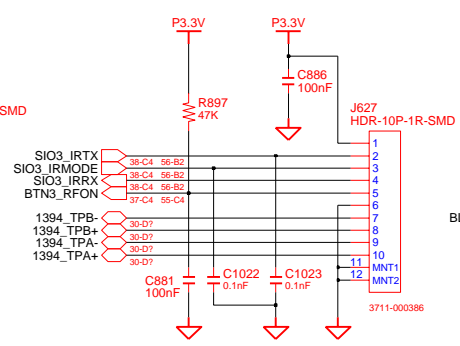 P3.3V
P3.3V
C886
100nF
SMD
R897
47K
J627
HDR-10P-1R-SMD
1
SIO3_IRTX
38-C4 56-B2
2
SIO3_IRMODE
38-C4 56-B2
3
SIO3_IRRX
38-C4 56-B2
4
BTN3_RFON
37-C4 55-C4
5
6
1394_TPB-
30-D?
7
1394_TPB+
30-D?
8
1394_TPA-
30-D?
9
1394_TPA+
30-D?
10
11
MNT1
12
MNT2
C881
100nF
C1022
0.1nF
C1023
0.1nF
3711-000386